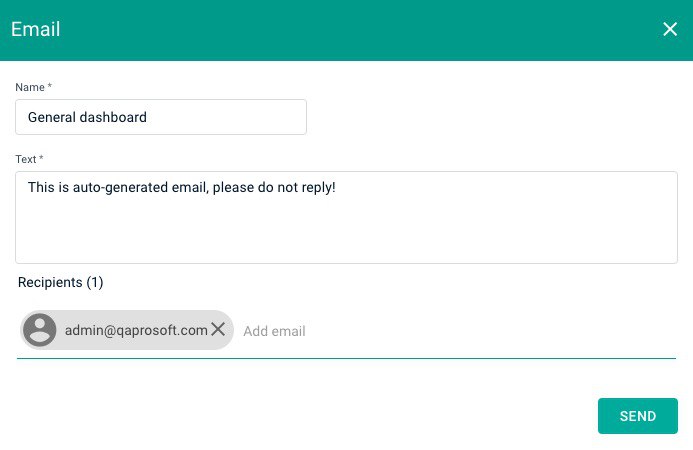 Email
Name *
General dashboard
Text *
This is auto-generated email, please do not reply!
Recipients (1)
admin@qaprosoft.com Add email
SEND